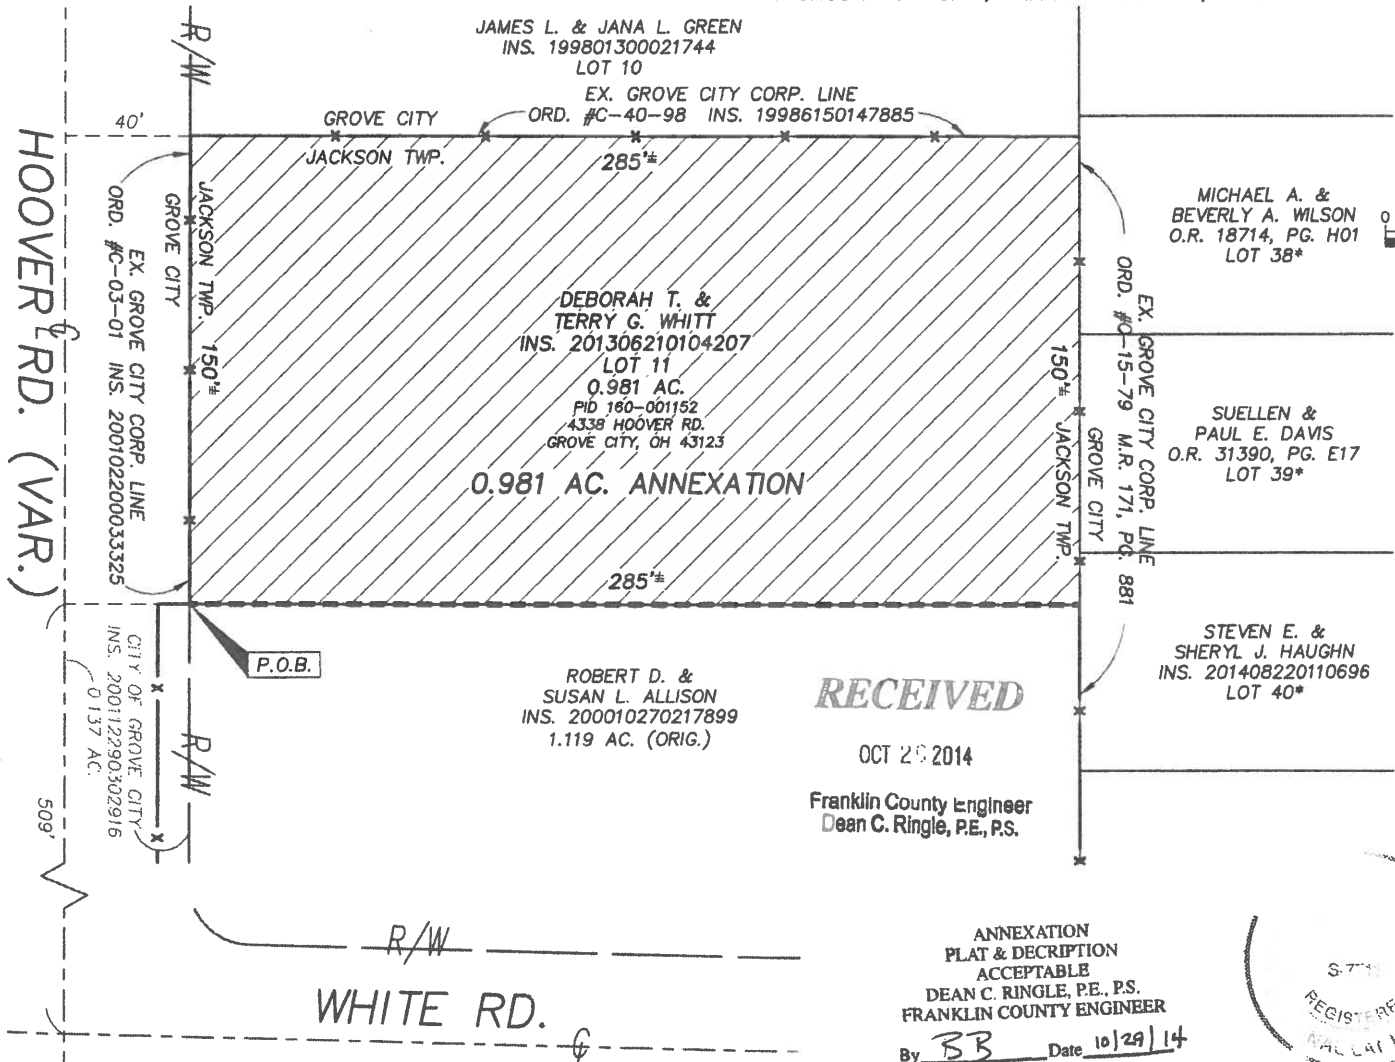 JAMES L. & JANA L. GREEN
INS. 199801300021744
LOT 10
EX. GROVE CITY CORP. LINE
ORD. #C-40-98 INS. 19986150147885
GROVE CITY
JACKSON TWP.
285'±
40'
R/W
HOOVER RD. (VAR.)
EX. GROVE CITY CORP. LINE
ORD. #C-03-01 INS. 200102200033325
GROVE CITY
JACKSON TWP.
150'±
DEBORAH T. &
TERRY G. WHITT
INS. 201306210104207
LOT 11
0.981 AC.
PID 160-001152
4338 HOOVER RD.
GROVE CITY, OH 43123
0.981 AC. ANNEXATION
285'±
150'±
JACKSON TWP.
GROVE CITY
EX. GROVE CITY CORP. LINE
ORD. #C-15-79 M.R. 171, PG. 881
MICHAEL A. &
BEVERLY A. WILSON
O.R. 18714, PG. H01
LOT 38*
0
SUELLEN &
PAUL E. DAVIS
O.R. 31390, PG. E17
LOT 39*
STEVEN E. &
SHERYL J. HAUGHN
INS. 201408220110696
LOT 40*
P.O.B.
ROBERT D. &
SUSAN L. ALLISON
INS. 200010270217899
1.119 AC. (ORIG.)
CITY OF GROVE CITY
INS. 200112290302916
0.137 AC.
R/W
509'
RECEIVED
OCT 2 2014
Franklin County Engineer
Dean C. Ringle, P.E., P.S.
R/W
WHITE RD.
ANNEXATION
PLAT & DECRIPTION
ACCEPTABLE
DEAN C. RINGLE, P.E., P.S.
FRANKLIN COUNTY ENGINEER
By BB Date 10/29/14
REGISTERE